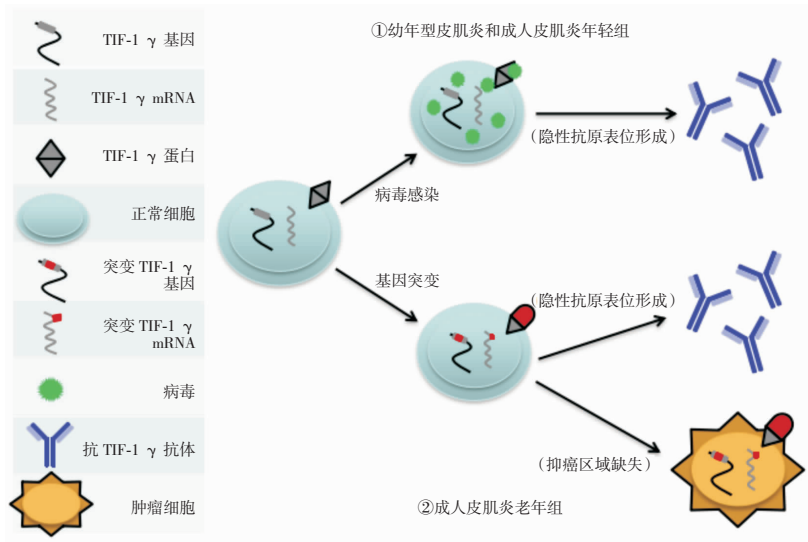 TIF-1 γ 基因
TIF-1 γ mRNA
TIF-1 γ 蛋白
正常细胞
突变 TIF-1 γ
基因
突变 TIF-1 γ
mRNA
病毒
抗 TIF-1 γ 抗体
肿瘤细胞
①幼年型皮肌炎和成人皮肌炎年轻组
(隐性抗原表位形成)
病毒感染
基因突变
(隐性抗原表位形成)
(抑癌区域缺失)
②成人皮肌炎老年组